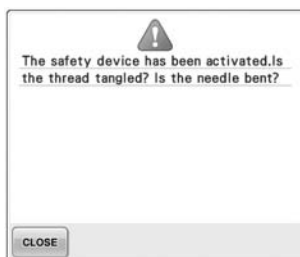 The safety device has been activated.Is
the thread tangled? Is the needle bent?
CLOSE